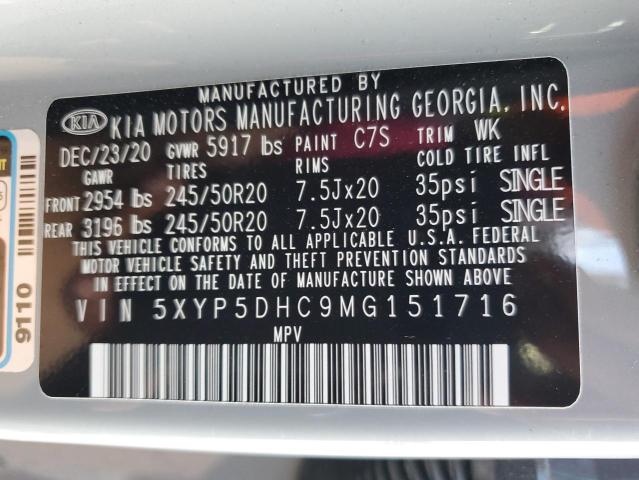 MANUFACTURED BY
KIA KIA MOTORS MANUFACTURING GEORGIA, INC.
DEC/23/20 GVWR 5917 lbs PAINT C7S TRIM WK
GAWR TIRES RIMS COLD TIRE INFL
FRONT 2954 lbs 245/50R20 7.5Jx20 35psi SINGLE
REAR 3196 lbs 245/50R20 7.5Jx20 35psi SINGLE
THIS VEHICLE CONFORMS TO ALL APPLICABLE U.S.A. FEDERAL
MOTOR VEHICLE SAFETY AND THEFT PREVENTION STANDARDS
IN EFFECT ON THE DATE OF MANUFACTURE SHOWN ABOVE.
VIN 5XYP5DHC9MG151716
MPV
9110